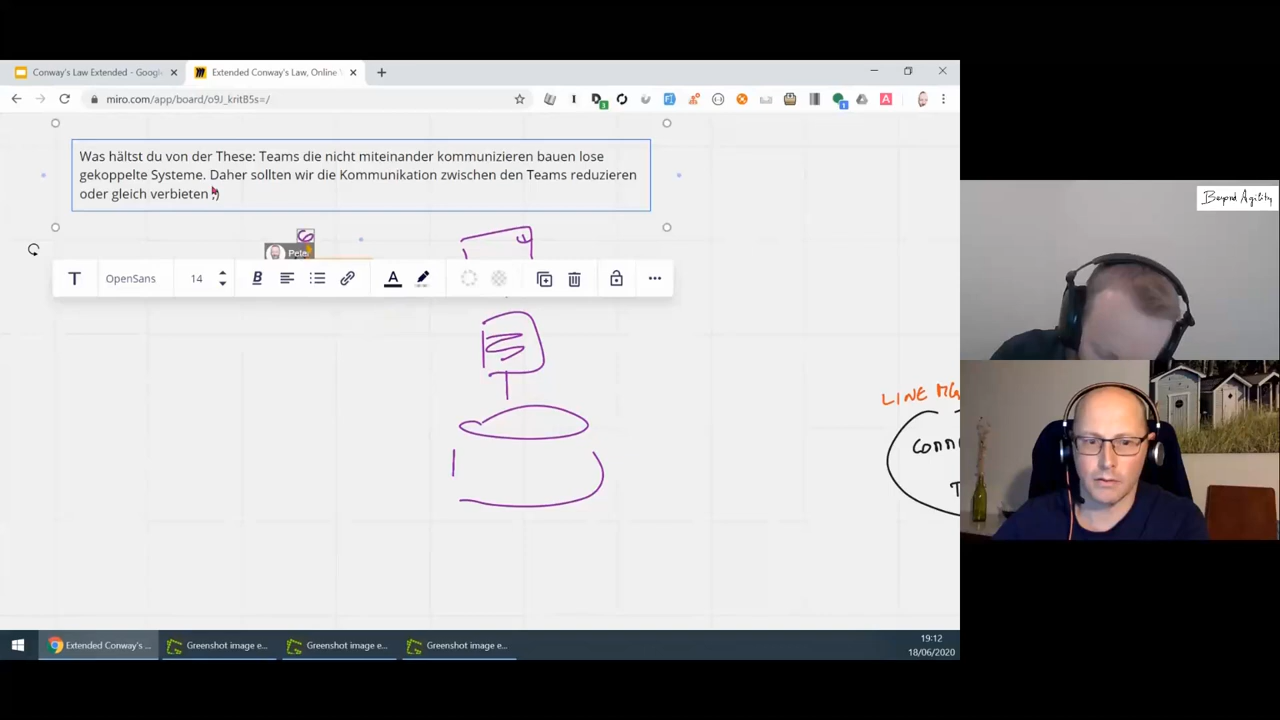 Conway's Law Extended - Googl
Extended Conway's Law, Online
miro.com/app/board/o9J_kritB5s=/
Was hältst du von der These: Teams die nicht miteinander kommunizieren bauen lose
gekoppelte Systeme. Daher sollten wir die Kommunikation zwischen den Teams reduzieren
oder gleich verbieten ;)
Beyond Agility
Pete
T
OpenSans
14
B
A
LINE MG
Extended Conway's ...
Greenshot image e...
Greenshot image e...
Greenshot image e...
19:12
18/06/2020